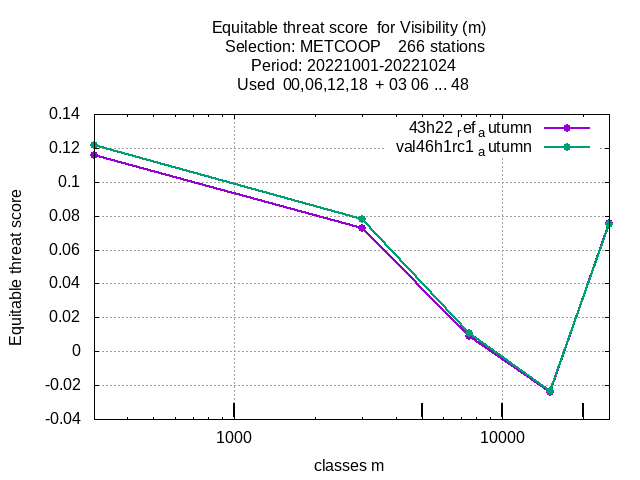 Equitable threat score for Visibility (m)
Selection: METCOOP 266 stations
Period: 20221001-20221024
Used 00,06,12,18 + 03 06 ... 48
43h22 ref a utumn
val46h1rc1 a utumn
0.14
0.12
0.1
0.08
0.06
0.04
0.02
0
-0.02
-0.04
Equitable threat score
1000 10000
classes m